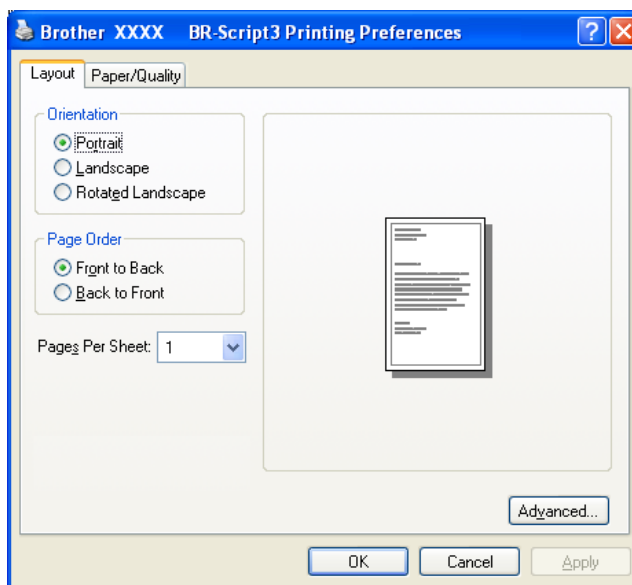 Brother XXXX BR-Script3 Printing Preferences
Layout Paper/Quality
Orientation
Portrait
Landscape
Rotated Landscape
Page Order
Front to Back
Back to Front
Pages Per Sheet: 1
Advanced...
OK Cancel Apply